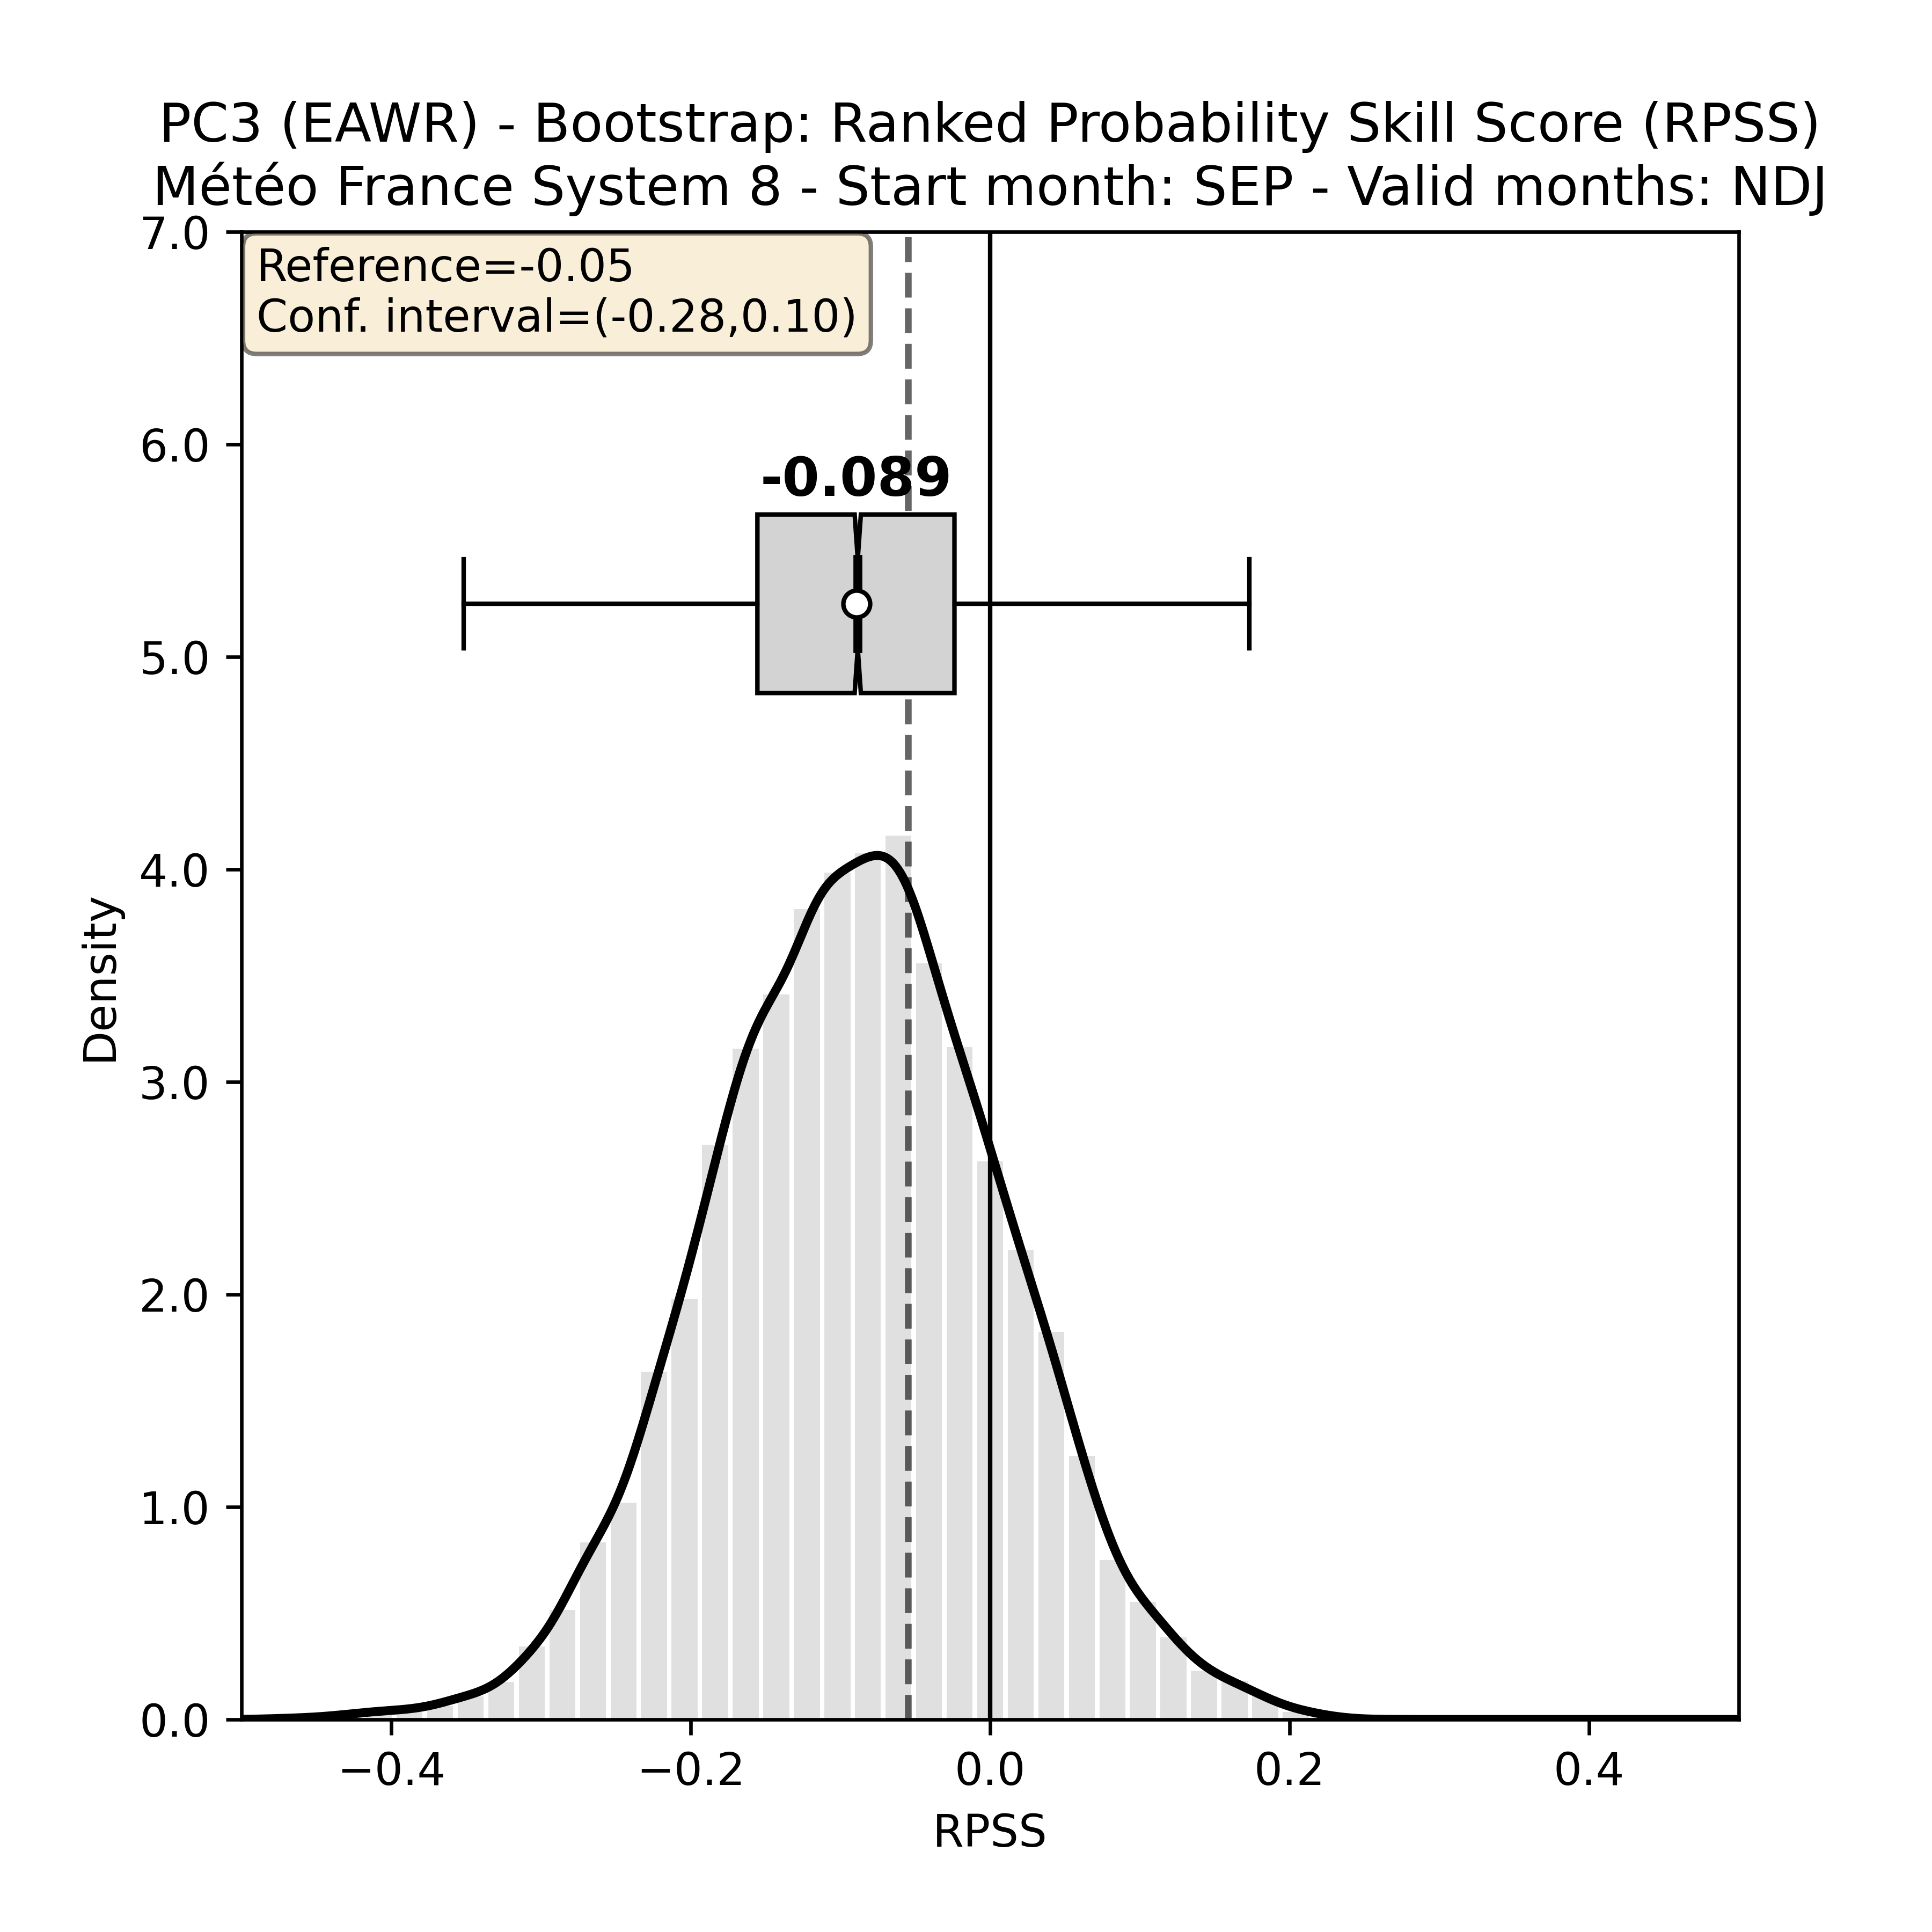 PC3 (EAWR) - Bootstrap: Ranked Probability Skill Score (RPSS)
Météo France System 8 - Start month: SEP - Valid months: NDJ
Reference=-0.05
Conf. interval=(-0.28,0.10)
-0.089
7.0
6.0
5.0
4.0
3.0
2.0
1.0
0.0
Density
−0.4
−0.2
0.0
0.2
0.4
RPSS